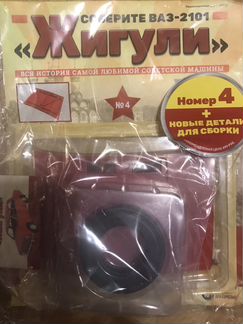 СОБЕРИТЕ ВАЗ-2101
«Жигули»
ВСЯ ИСТОРИЯ САМОЙ ЛЮБИМОЙ СОВЕТСКОЙ МАШИНЫ
№4
Номер 4
+
НОВЫЕ ДЕТАЛИ
ДЛЯ СБОРКИ